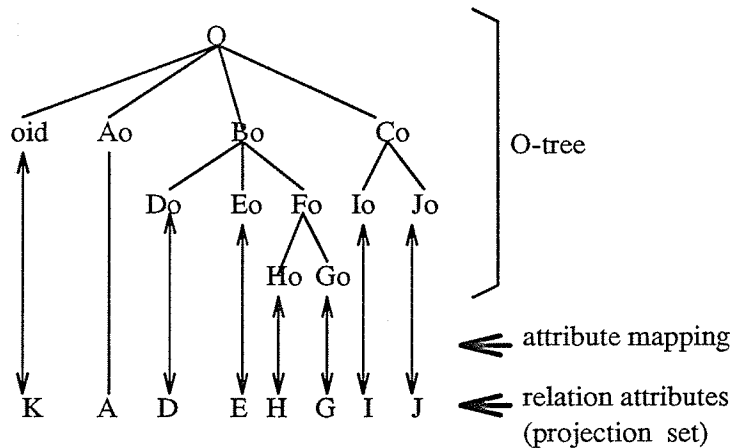 O
oid Ao Bo Co
O-tree
Do Eo Fo Io Jo
Ho Go
attribute mapping
K A D E H G I J
relation attributes
(projection set)